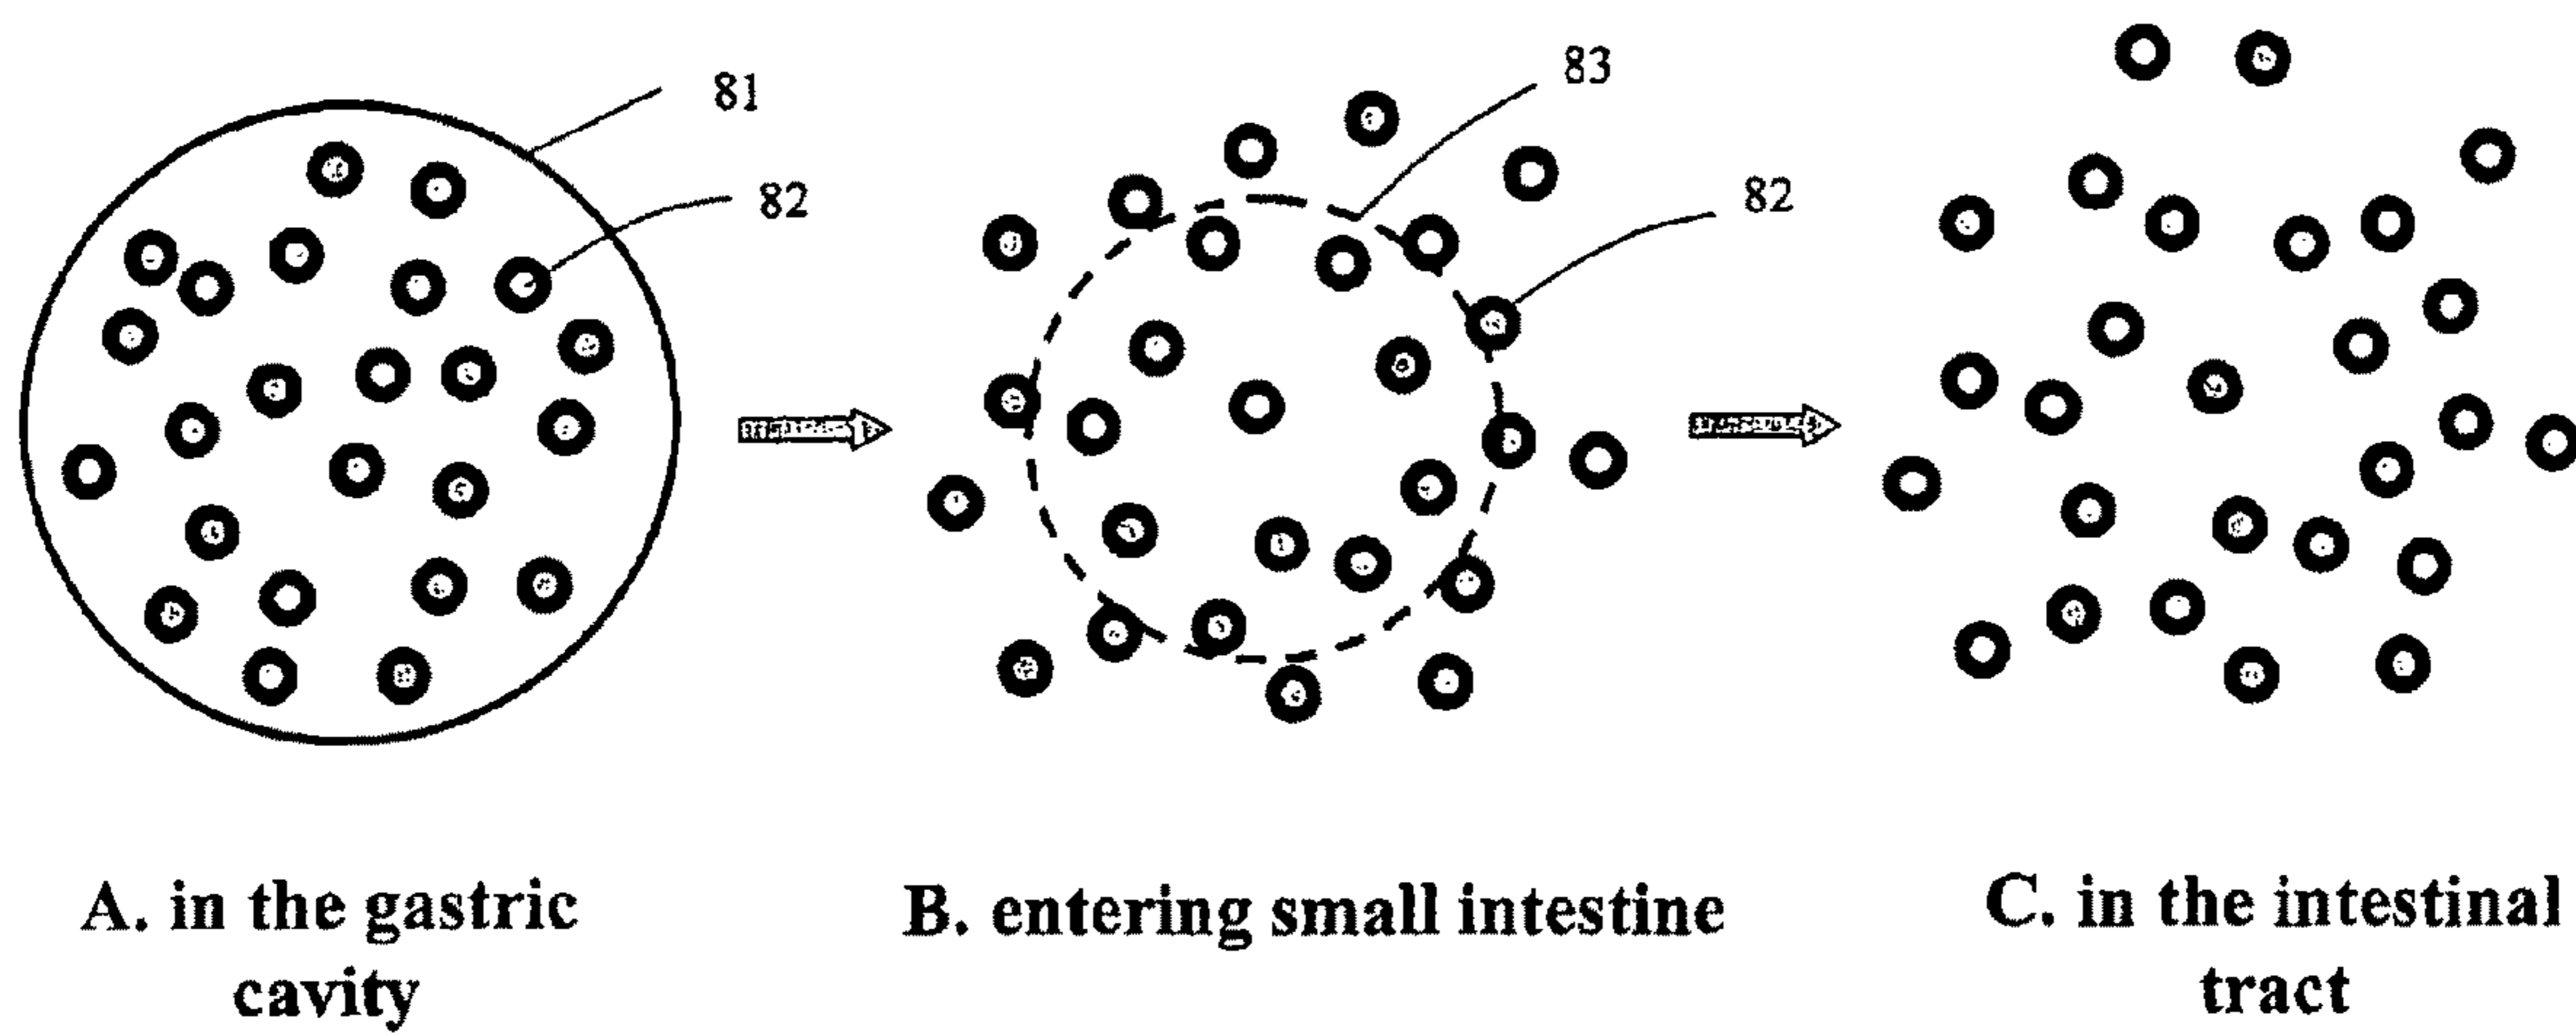 81
82
83
82
A. in the gastric
cavity
B. entering small intestine
C. in the intestinal
tract